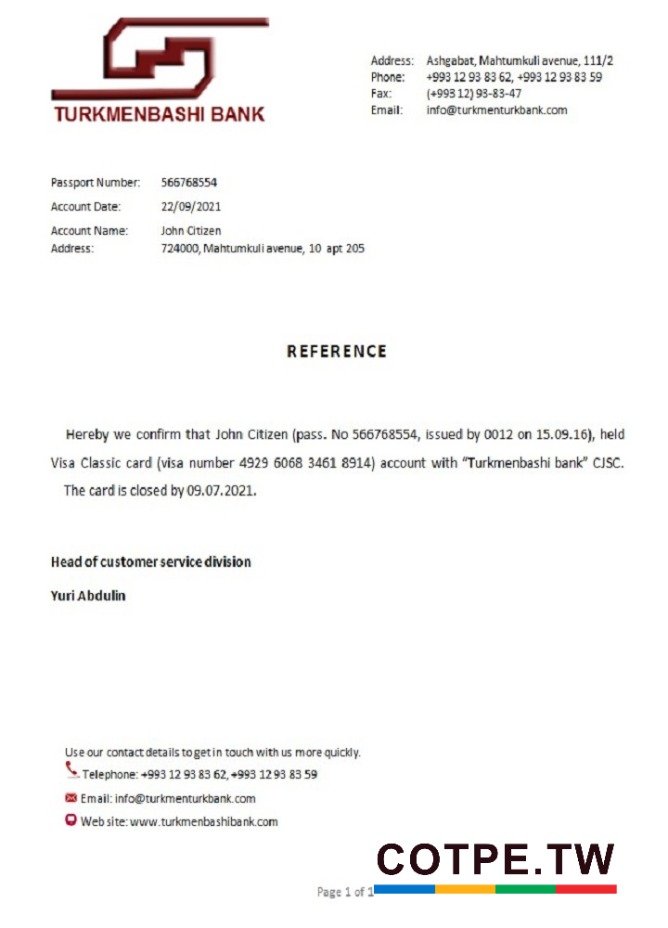 TURKMENBASHI BANK
Address: Ashgabat, Mahtumkuli avenue, 111/2
Phone: +993 12 93 83 62, +993 12 93 83 59
Fax: (+993 12) 93-83-47
Email: info@turkmenturkbank.com
Passport Number: 566768554
Account Date: 22/09/2021
Account Name: John Citizen
Address: 724000, Mahtumkuli avenue, 10 apt 205
REFERENCE
Hereby we confirm that John Citizen (pass. No 566768554, issued by 0012 on 15.09.16), held
Visa Classic card (visa number 4929 6068 3461 8914) account with “Turkmenbashi bank” CJSC.
The card is closed by 09.07.2021.
Head of customer service division
Yuri Abdulin
Use our contact details to get in touch with us more quickly.
Telephone: +993 12 93 83 62, +993 12 93 83 59
Email: info@turkmenturkbank.com
Web site: www.turkmenbashibank.com
COTPE.TW
Page 1 of 1